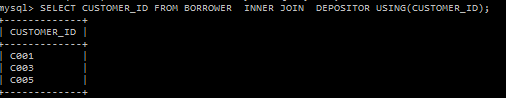 mysql> SELECT CUSTOMER_ID FROM BORROWER  INNER JOIN  DEPOSITOR USING(CUSTOMER_ID);
+-------------+
| CUSTOMER_ID |
+-------------+
| C001        |
| C003        |
| C005        |
+-------------+